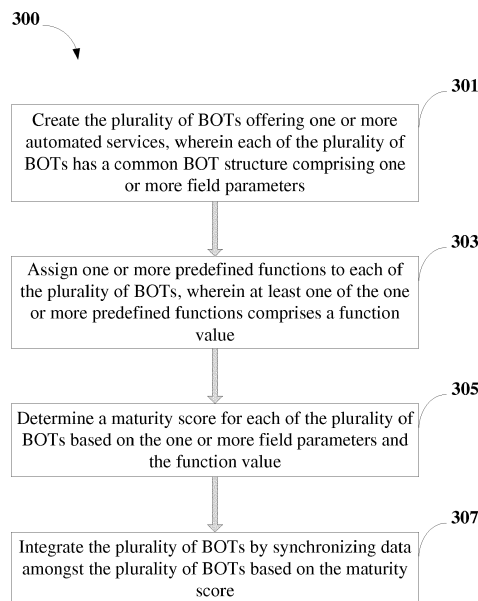 300
301
Create the plurality of BOTs offering one or more
automated services, wherein each of the plurality of
BOTs has a common BOT structure comprising one
or more field parameters
303
Assign one or more predefined functions to each of
the plurality of BOTs, wherein at least one of the one
or more predefined functions comprises a function
value
305
Determine a maturity score for each of the plurality of
BOTs based on the one or more field parameters and
the function value
307
Integrate the plurality of BOTs by synchronizing data
amongst the plurality of BOTs based on the maturity
score